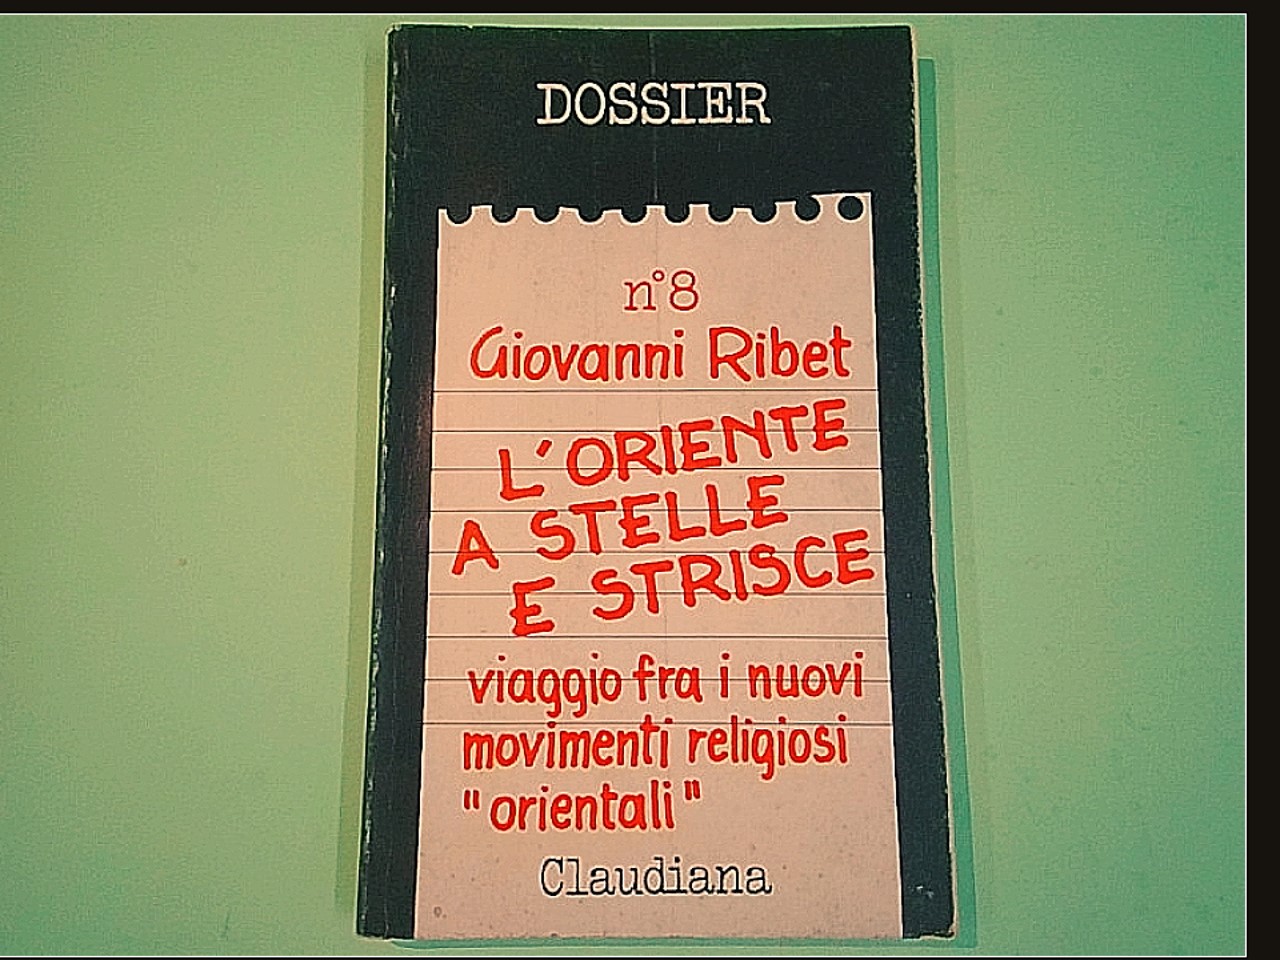 DOSSIER
n°8
Giovanni Ribet
L'ORIENTE
A STELLE
E STRISCE
viaggio fra i nuovi
movimenti religiosi
"orientali"
Claudiana